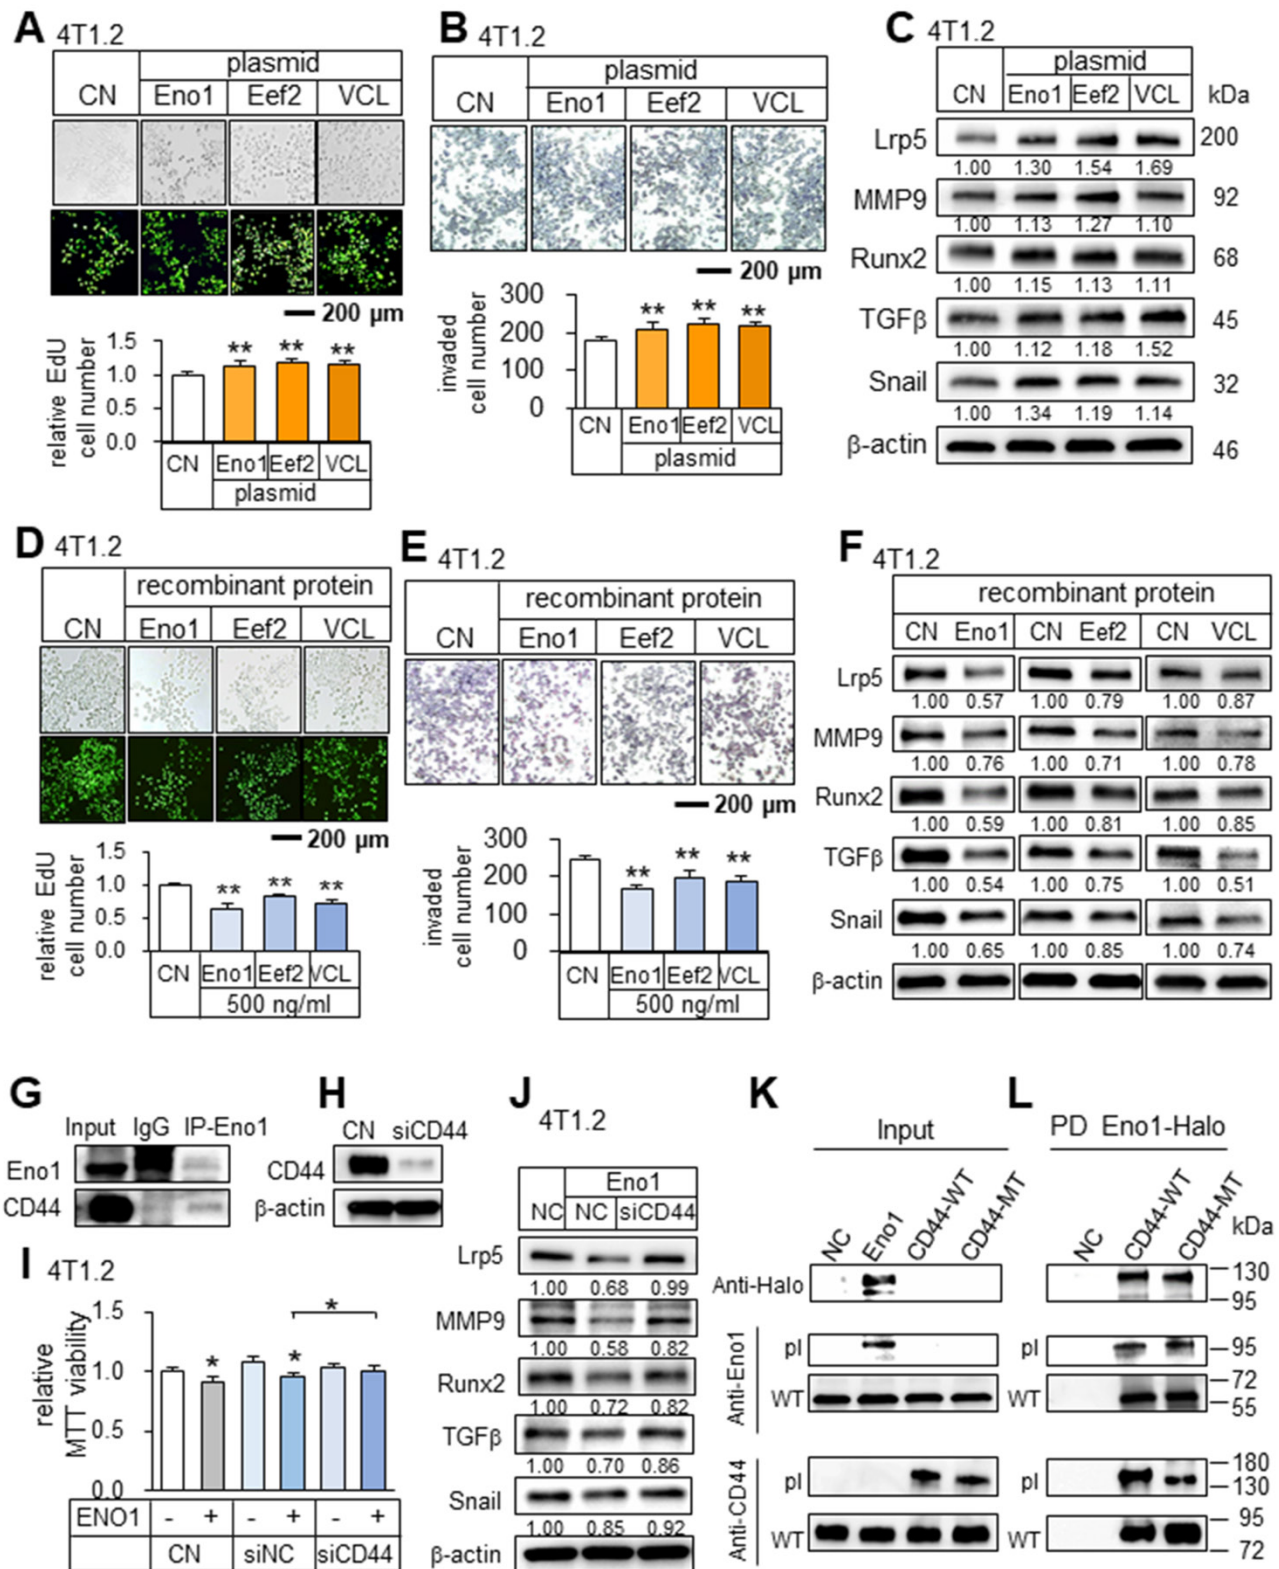 A 4T1.2
plasmid
CN Eno1 Eef2 VCL
200 µm
relative EdU
cell number
1.5
1.0
0.5
0.0
** ** **
CN Eno1 Eef2 VCL
plasmid
B 4T1.2
plasmid
CN Eno1 Eef2 VCL
200 µm
invaded
cell number
300
200
100
0
** ** **
CN Eno1 Eef2 VCL
plasmid
C 4T1.2
plasmid
CN Eno1 Eef2 VCL kDa
Lrp5 200
1.00 1.30 1.54 1.69
MMP9 92
1.00 1.13 1.27 1.10
Runx2 68
1.00 1.15 1.13 1.11
TGFβ 45
1.00 1.12 1.18 1.52
Snail 32
1.00 1.34 1.19 1.14
β-actin 46
D 4T1.2
recombinant protein
CN Eno1 Eef2 VCL
200 µm
relative EdU
cell number
1.5
1.0
0.5
0.0
** ** **
CN Eno1 Eef2 VCL
500 ng/ml
E 4T1.2
recombinant protein
CN Eno1 Eef2 VCL
200 µm
invaded
cell number
300
200
100
0
** ** **
CN Eno1 Eef2 VCL
500 ng/ml
F 4T1.2
recombinant protein
CN Eno1 CN Eef2 CN VCL
Lrp5
1.00 0.57 1.00 0.79 1.00 0.87
MMP9
1.00 0.76 1.00 0.71 1.00 0.78
Runx2
1.00 0.59 1.00 0.81 1.00 0.85
TGFβ
1.00 0.54 1.00 0.75 1.00 0.51
Snail
1.00 0.65 1.00 0.85 1.00 0.74
β-actin
G
Input IgG IP-Eno1
Eno1
CD44
H
CN siCD44
CD44
β-actin
I 4T1.2
relative
MTT viability
1.5
1.0
0.5
0.0
* * *
ENO1 - + - + - +
CN siNC siCD44
J 4T1.2
Eno1
NC NC siCD44
Lrp5
1.00 0.68 0.99
MMP9
1.00 0.58 0.82
Runx2
1.00 0.72 0.82
TGFβ
1.00 0.70 0.86
Snail
1.00 0.85 0.92
β-actin
K
Input
NC Eno1 CD44-WT CD44-MT
Anti-Halo
Anti-Eno1
pl
WT
Anti-CD44
pl
WT
L
PD Eno1-Halo
NC CD44-WT CD44-MT kDa
130
95
pl 95
72
WT 55
180
pl 130
95
WT 72